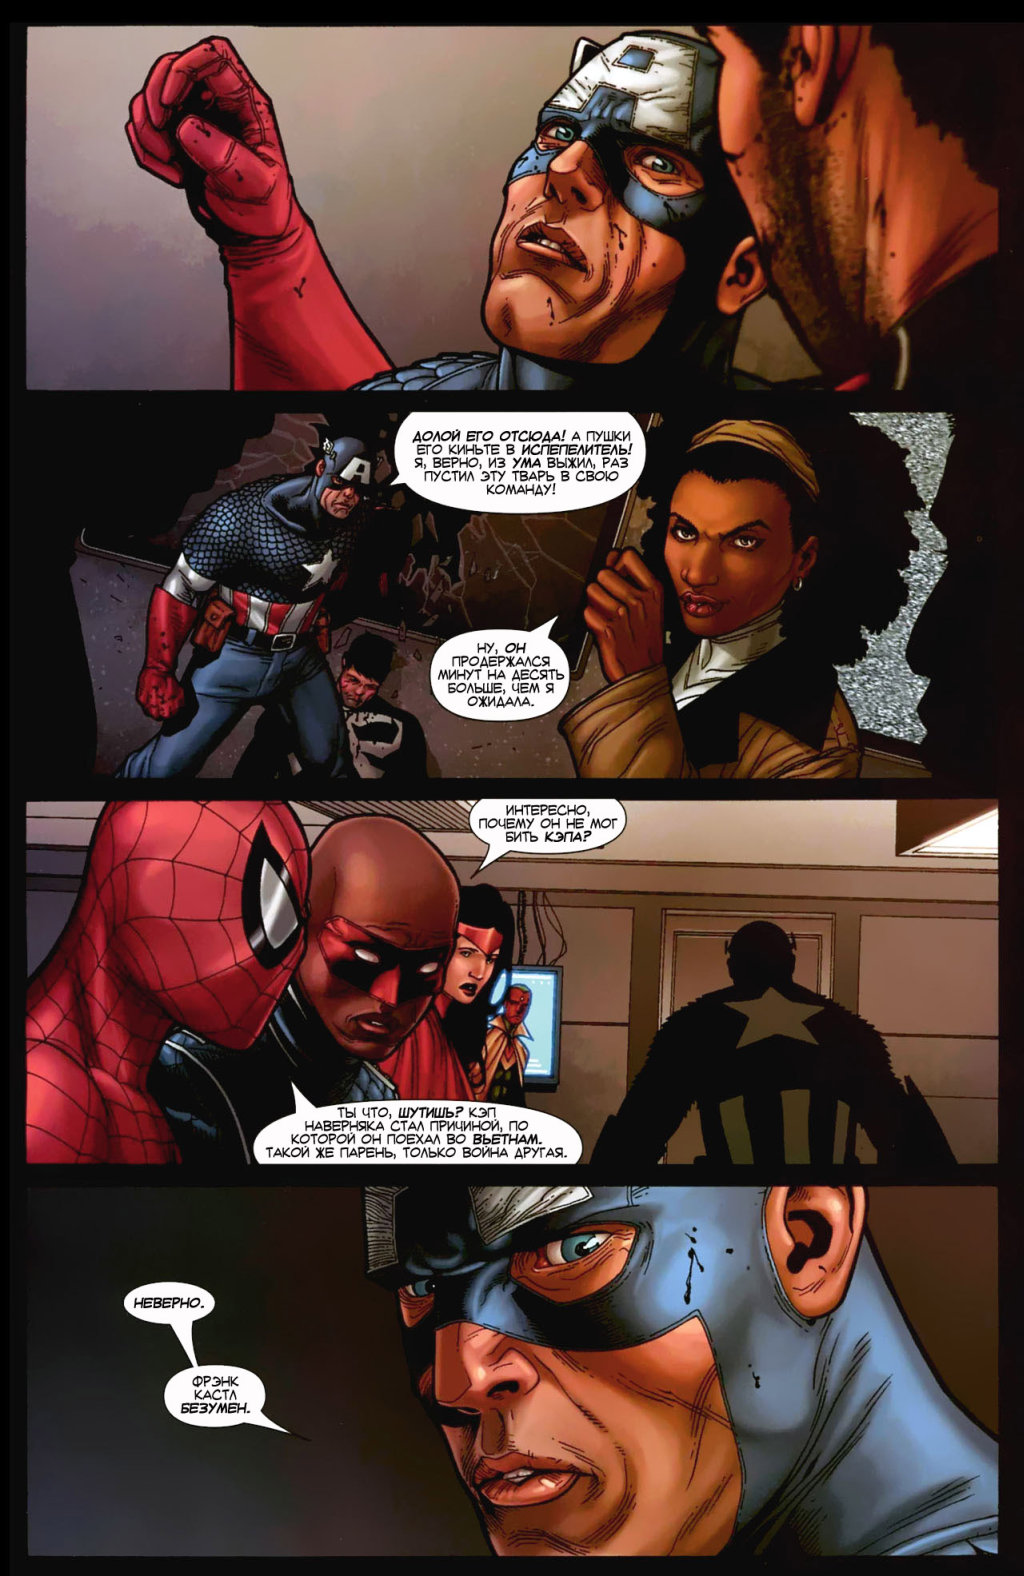 ДОЛОЙ ЕГО ОТСЮДА! А ПУШКИ
ЕГО КИНЬТЕ В ИСПЕПЕЛИТЕЛЬ!
Я, ВЕРНО, ИЗ УМА ВЫЖИЛ, РАЗ
ПУСТИЛ ЭТУ ТВАРЬ В СВОЮ
КОМАНДУ!
НУ, ОН
ПРОДЕРЖАЛСЯ
МИНУТ НА ДЕСЯТЬ
БОЛЬШЕ, ЧЕМ Я
ОЖИДАЛА.
ИНТЕРЕСНО,
ПОЧЕМУ ОН НЕ МОГ
БИТЬ КЭПА?
ТЫ ЧТО, ШУТИШЬ? КЭП
НАВЕРНЯКА СТАЛ ПРИЧИНОЙ, ПО
КОТОРОЙ ОН ПОЕХАЛ ВО ВЬЕТНАМ.
ТАКОЙ ЖЕ ПАРЕНЬ, ТОЛЬКО ВОЙНА ДРУГАЯ.
НЕВЕРНО.
ФРЭНК
КАСТЛ
БЕЗУМЕН.